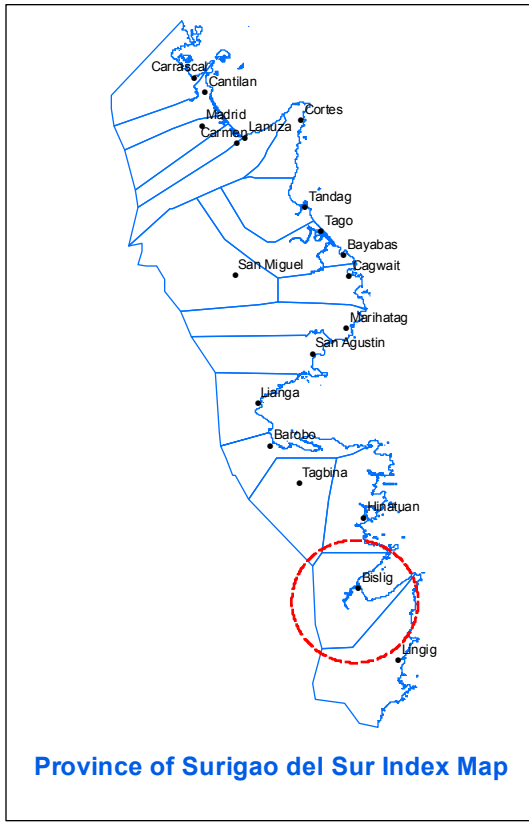 Carrascal
Cantilan
Cortes
Madrid
Lanuza
Carmen
Tandag
Tago
Bayabas
San Miguel
Cagwait
Marihatag
San Agustin
Lianga
Barobo
Tagbina
Hinatuan
Bislig
Lingig
Province of Surigao del Sur Index Map